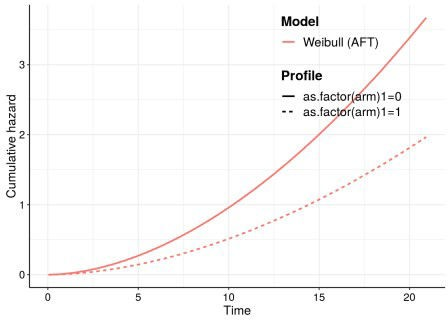 Model
Weibull (AFT)
Profile
as.factor(arm)1=0
as.factor(arm)1=1
Cumulative hazard
3
2
1
0
0 5 10 15 20
Time